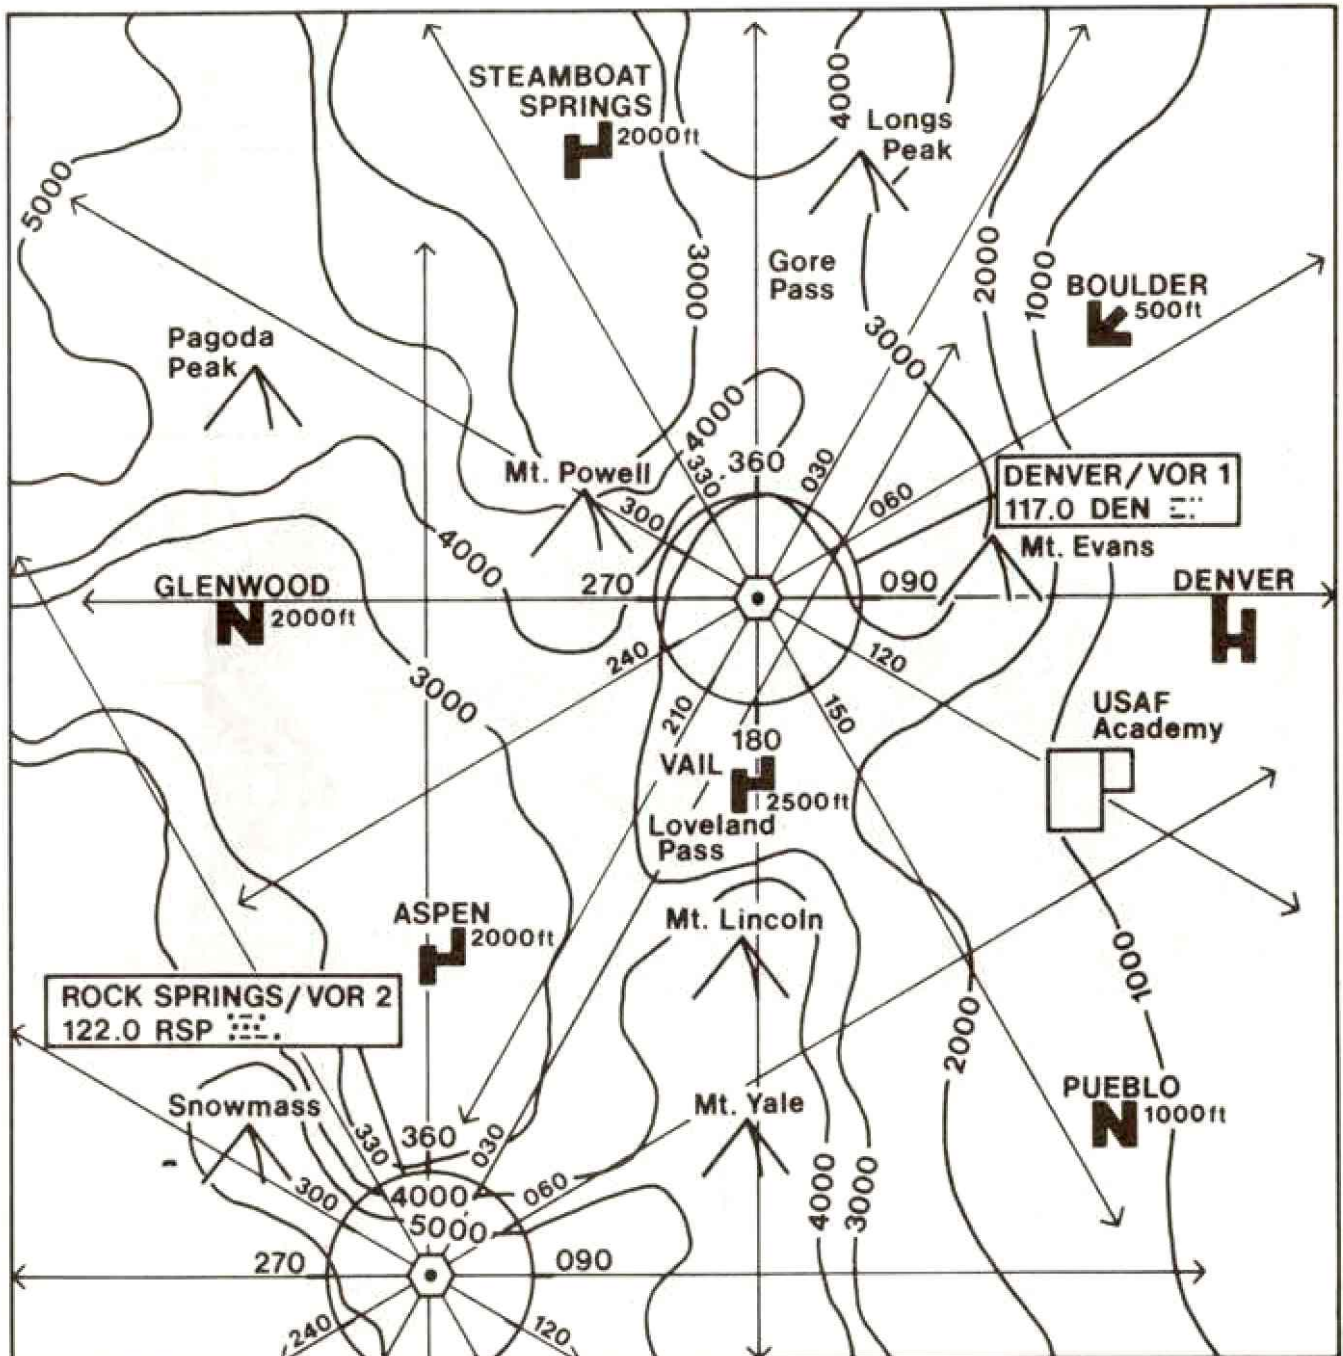 STEAMBOAT
SPRINGS
2000ft
4000
Longs
Peak
5000
3000
Gore
Pass
2000
1000
BOULDER
500ft
Pagoda
Peak
3000
4000
Mt. Powell
330
360
030
060
300
DENVER/VOR 1
117.0 DEN
4000
Mt. Evans
GLENWOOD
2000ft
270
090
DENVER
240
120
3000
210
180
150
USAF
Academy
VAIL
2500ft
Loveland
Pass
ASPEN
2000ft
Mt. Lincoln
ROCK SPRINGS/VOR 2
122.0 RSP
1000
2000
Snowmass
Mt. Yale
PUEBLO
1000ft
330
360
030
300
060
4000
5000
4000
3000
270
090
240
120